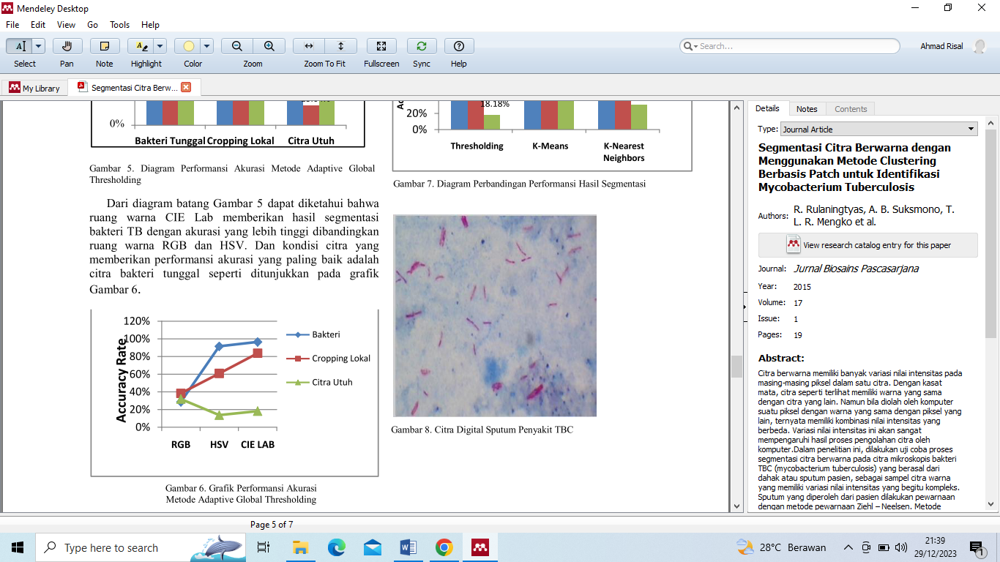 Mendeley Desktop
File Edit View Go Tools Help
Select Pan Note Highlight Color Zoom Zoom To Fit Fullscreen Sync Help
Search...
Ahmad Risal
My Library
Segmentasi Citra Berw...
0%
Bakteri Tunggal Cropping Lokal Citra Utuh
Gambar 5. Diagram Performansi Akurasi Metode Adaptive Global
Thresholding
Dari diagram batang Gambar 5 dapat diketahui bahwa
ruang warna CIE Lab memberikan hasil segmentasi
bakteri TB dengan akurasi yang lebih tinggi dibandingkan
ruang warna RGB dan HSV. Dan kondisi citra yang
memberikan performansi akurasi yang paling baik adalah
citra bakteri tunggal seperti ditunjukkan pada grafik
Gambar 6.
Accuracy Rate
120%
100%
80%
60%
40%
20%
0%
RGB HSV CIE LAB
Bakteri
Cropping Lokal
Citra Utuh
Gambar 6. Grafik Performansi Akurasi
Metode Adaptive Global Thresholding
18.18%
20%
0%
Thresholding K-Means K-Nearest
Neighbors
Gambar 7. Diagram Perbandingan Performansi Hasil Segmentasi
Gambar 8. Citra Digital Sputum Penyakit TBC
Details Notes Contents
Type: Journal Article
Segmentasi Citra Berwarna dengan
Menggunakan Metode Clustering
Berbasis Patch untuk Identifikasi
Mycobacterium Tuberculosis
Authors: R. Rulaningtyas, A. B. Suksmono, T.
L. R. Mengko et al.
View research catalog entry for this paper
Journal: Jurnal Biosains Pascasarjana
Year: 2015
Volume: 17
Issue: 1
Pages: 19
Abstract:
Citra berwarna memiliki banyak variasi nilai intensitas pada
masing-masing piksel dalam satu citra. Dengan kasat
mata, citra seperti terlihat memiliki warna yang sama
dengan citra yang lain. Namun bila diolah oleh komputer
suatu piksel dengan warna yang sama dengan piksel yang
lain, ternyata memiliki kombinasi nilai intensitas yang
berbeda. Variasi nilai intensitas ini akan sangat
mempengaruhi hasil proses pengolahan citra oleh
komputer.Dalam penelitian ini, dilakukan uji coba proses
segmentasi citra berwarna pada citra mikroskopis bakteri
TBC (mycobacterium tuberculosis) yang berasal dari
dahak atau sputum pasien, sebagai sampel citra warna
yang memiliki variasi nilai intensitas yang begitu kompleks.
Sputum yang diperoleh dari pasien dilakukan pewarnaan
dengan metode pewarnaan Ziehl – Neelsen. Metode
Page 5 of 7
Type here to search
28°C Berawan
21:39
29/12/2023
1